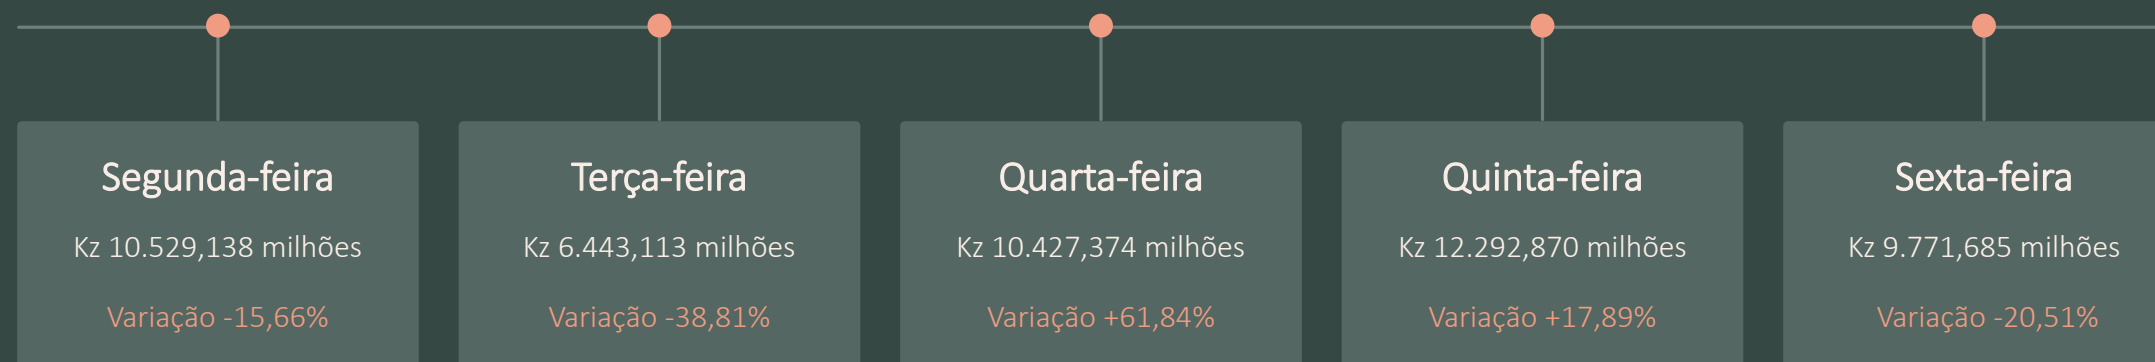 Segunda-feira
Kz 10.529,138 milhões
Variação -15,66%
Terça-feira
Kz 6.443,113 milhões
Variação -38,81%
Quarta-feira
Kz 10.427,374 milhões
Variação +61,84%
Quinta-feira
Kz 12.292,870 milhões
Variação +17,89%
Sexta-feira
Kz 9.771,685 milhões
Variação -20,51%